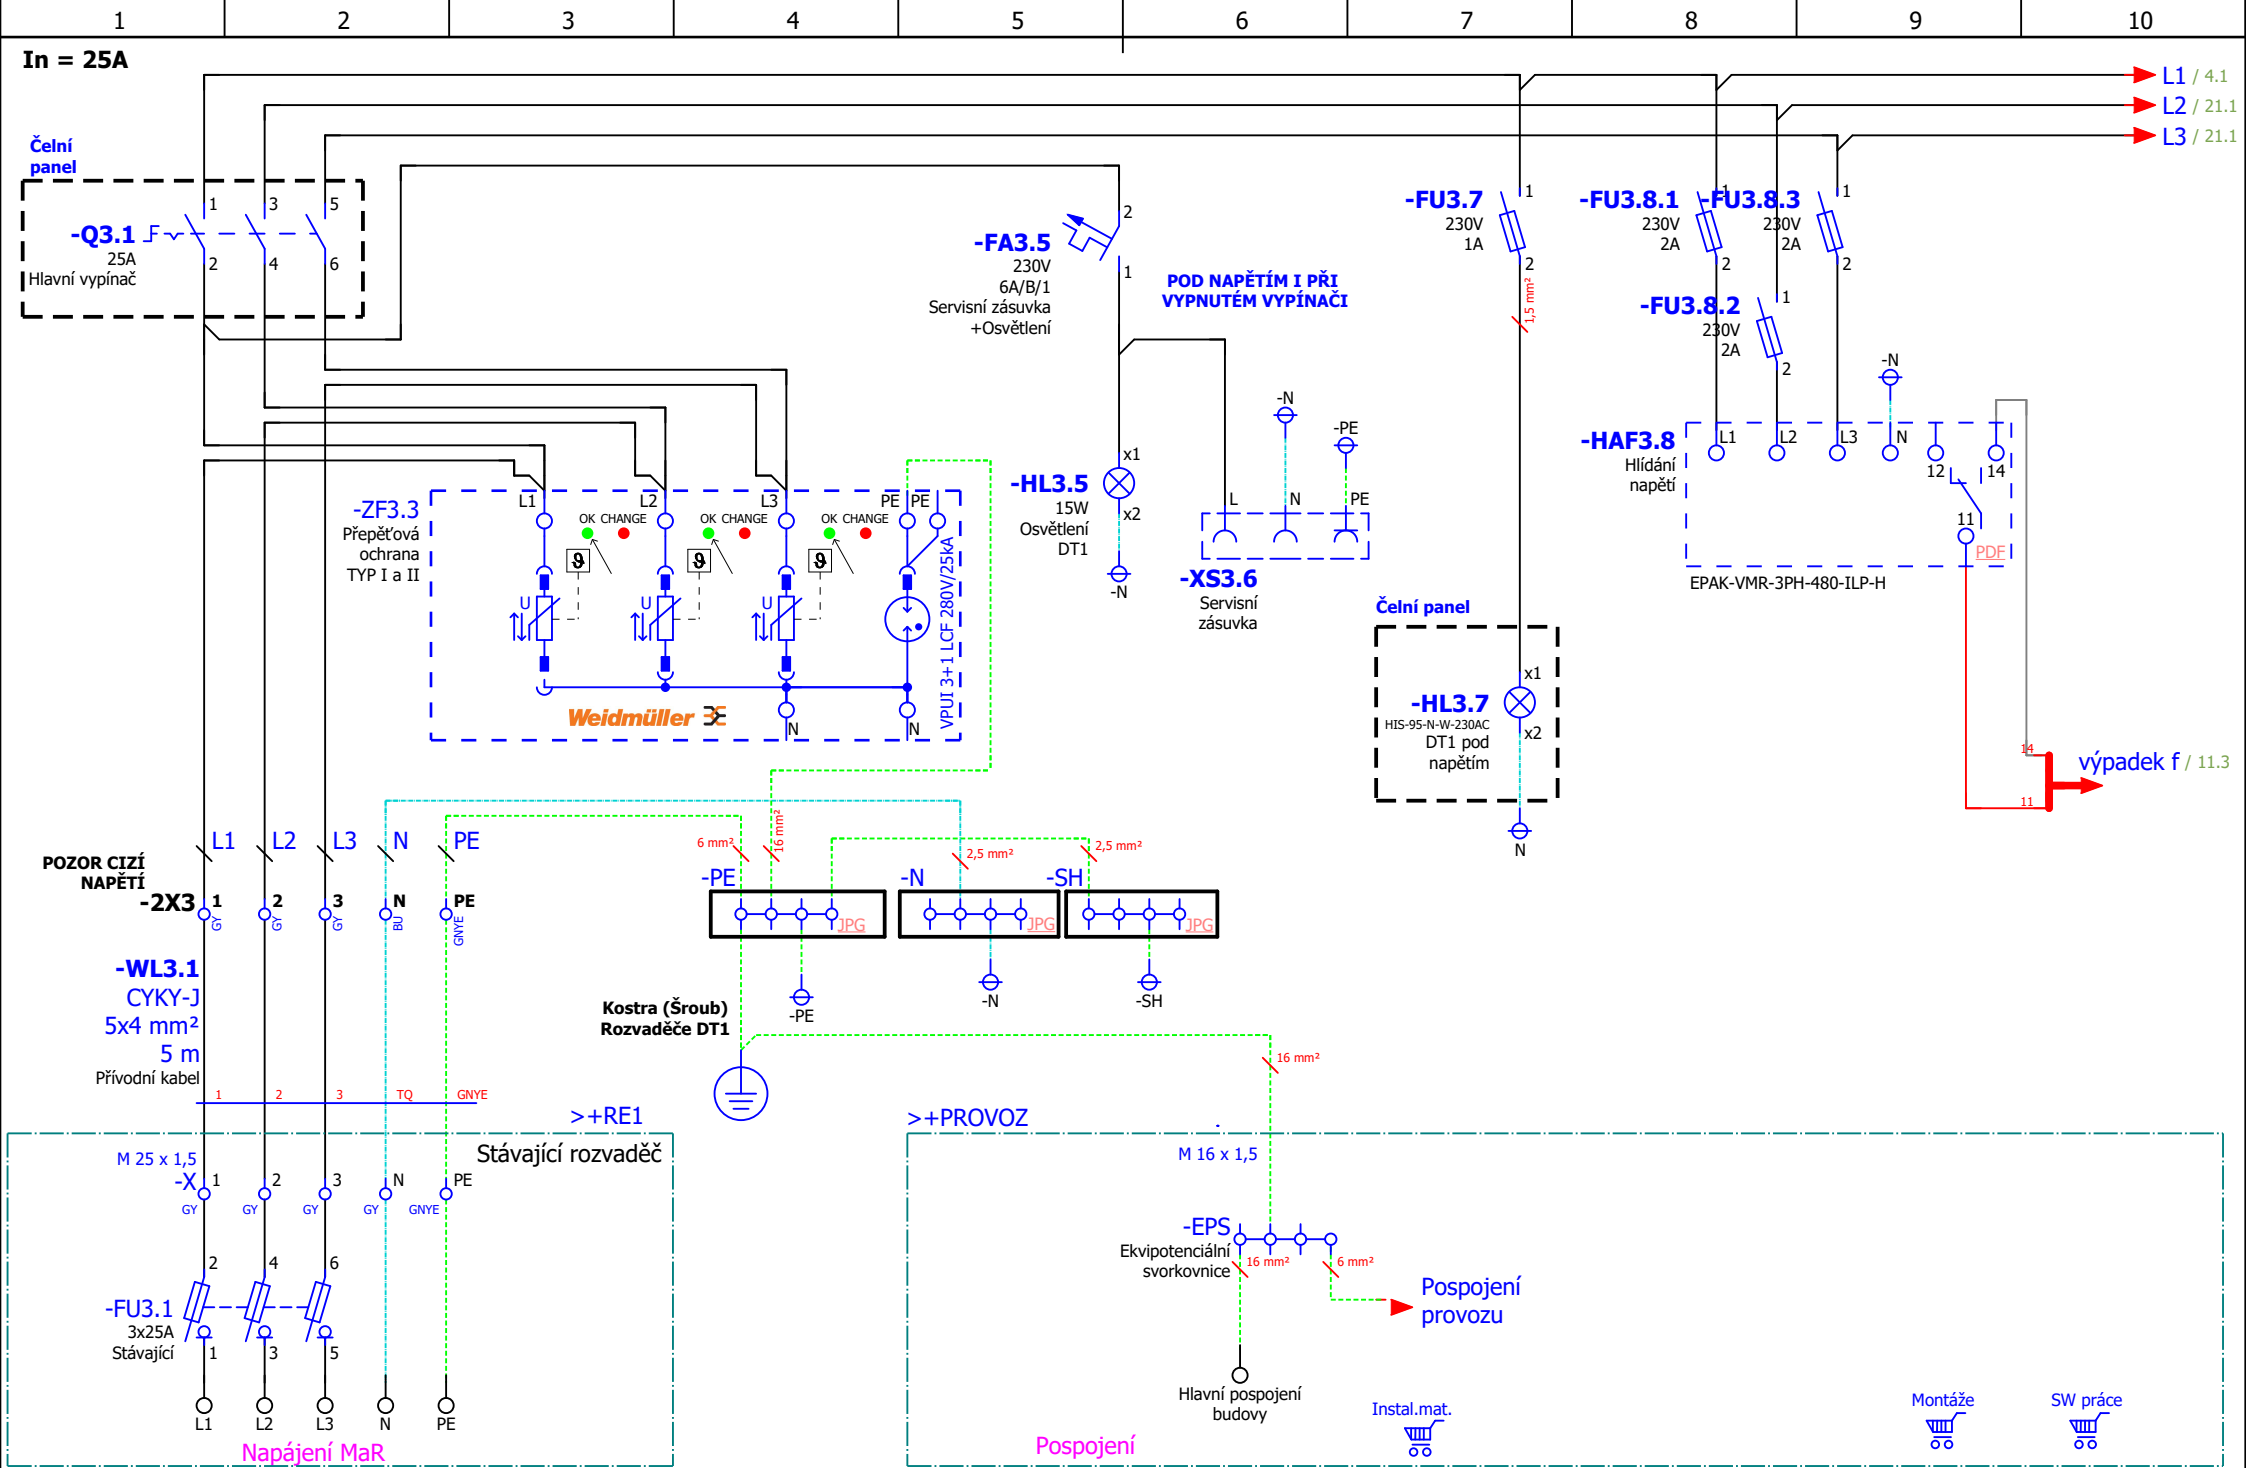 1 2 3 4 5 6 7 8 9 10
In = 25A
L1 / 4.1
L2 / 21.1
L3 / 21.1
Čelní
panel
1 3 5
-Q3.1
25A
Hlavní vypínač
2 4 6
2
-FA3.5
230V
6A/B/1
Servisní zásuvka
+Osvětlení
1
POD NAPĚTÍM I PŘI
VYPNUTÉM VYPÍNAČI
-FU3.7
230V
1A
1
2
1,5 mm²
-FU3.8.1
230V
2A
1
2
-FU3.8.3
230V
2A
1
2
-FU3.8.2
230V
2A
1
2
-N
-HAF3.8
Hlídání
napětí
L1 L2 L3 N 12 14
11
PDF
EPAK-VMR-3PH-480-ILP-H
-ZF3.3
Přepěťová
ochrana
TYP I a II
L1 L2 L3 PE PE
OK CHANGE OK CHANGE OK CHANGE
ϑ ϑ ϑ
U U U
VPUI 3+1 LCF 280V/25kA
Weidmüller
N N
x1
-HL3.5
15W
Osvětlení
DT1
x2
-N
-N
-PE
L N PE
-XS3.6
Servisní
zásuvka
Čelní panel
x1
-HL3.7
HIS-95-N-W-230AC
DT1 pod
napětím
x2
N
14
výpadek f / 11.3
11
L1 L2 L3 N PE
POZOR CIZÍ
NAPĚTÍ
-2X3 1 2 3 N PE
GY GY GY BU GNYE
6 mm²
16 mm²
2,5 mm²
2,5 mm²
-PE
JPG
-N
JPG
-SH
JPG
-PE
-N
-SH
-WL3.1
CYKY-J
5x4 mm²
5 m
Přívodní kabel
1 2 3 TQ GNYE
Kostra (Šroub)
Rozvaděče DT1
16 mm²
>+RE1
Stávající rozvaděč
M 25 x 1,5
-X 1 2 3 N PE
GY GY GY GY GNYE
2 4 6
-FU3.1
3x25A
Stávající
1 3 5
L1 L2 L3 N PE
Napájení MaR
>+PROVOZ
.
M 16 x 1,5
-EPS
Ekvipotenciální
svorkovnice
16 mm²
6 mm²
Pospojení
provozu
Hlavní pospojení
budovy
Pospojení
Instal.mat.
Montáže
SW práce